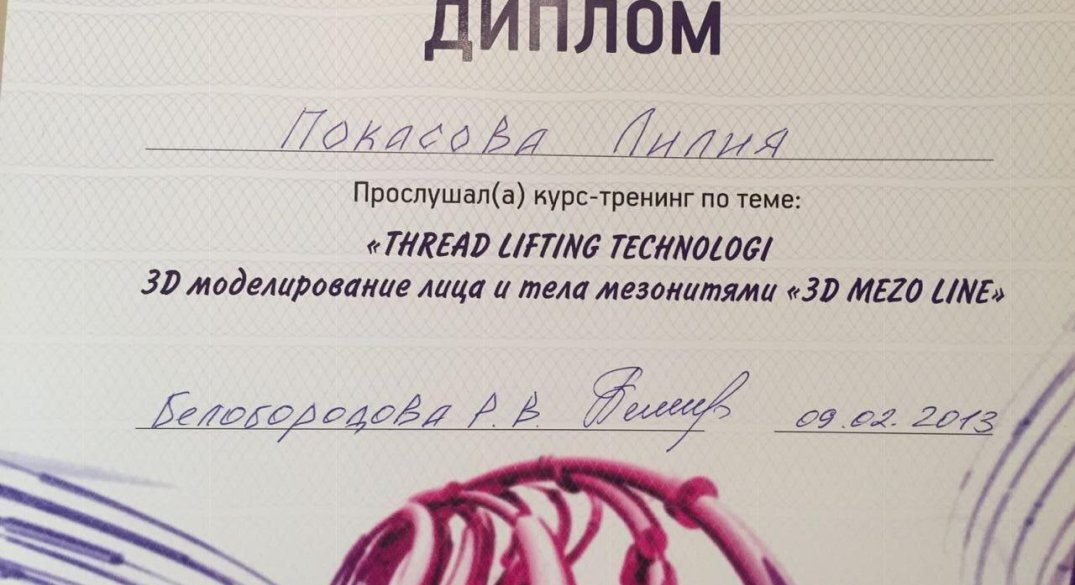 ДИПЛОМ
Покасова Лилия
Прослушал(а) курс-тренинг по теме:
«THREAD LIFTING TECHNOLOGI
3D моделирование лица и тела мезонитями «3D MEZO LINE»
Белобородова Р. В. 09.02.2013